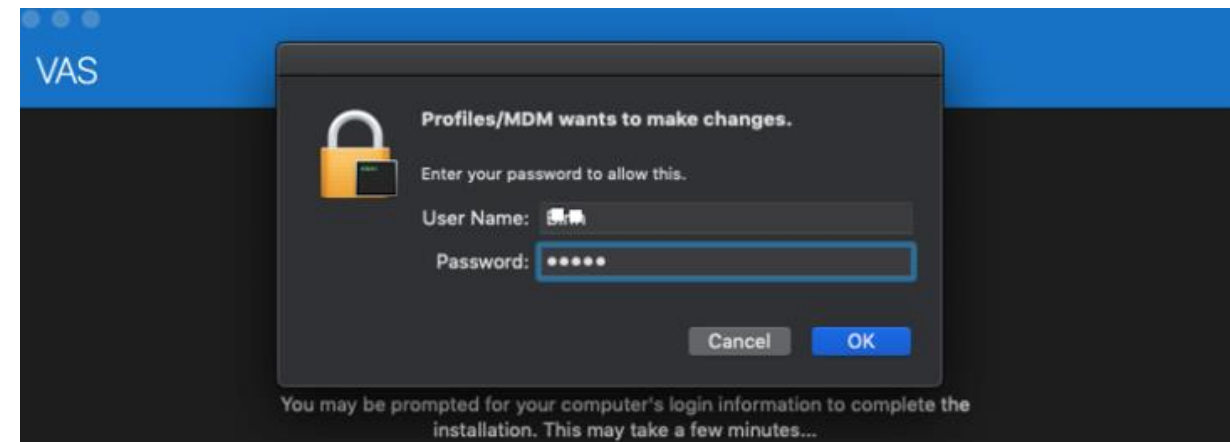 VAS
Profiles/MDM wants to make changes.
Enter your password to allow this.
User Name:
Password: •••••
Cancel OK
You may be prompted for your computer's login information to complete the
installation. This may take a few minutes...